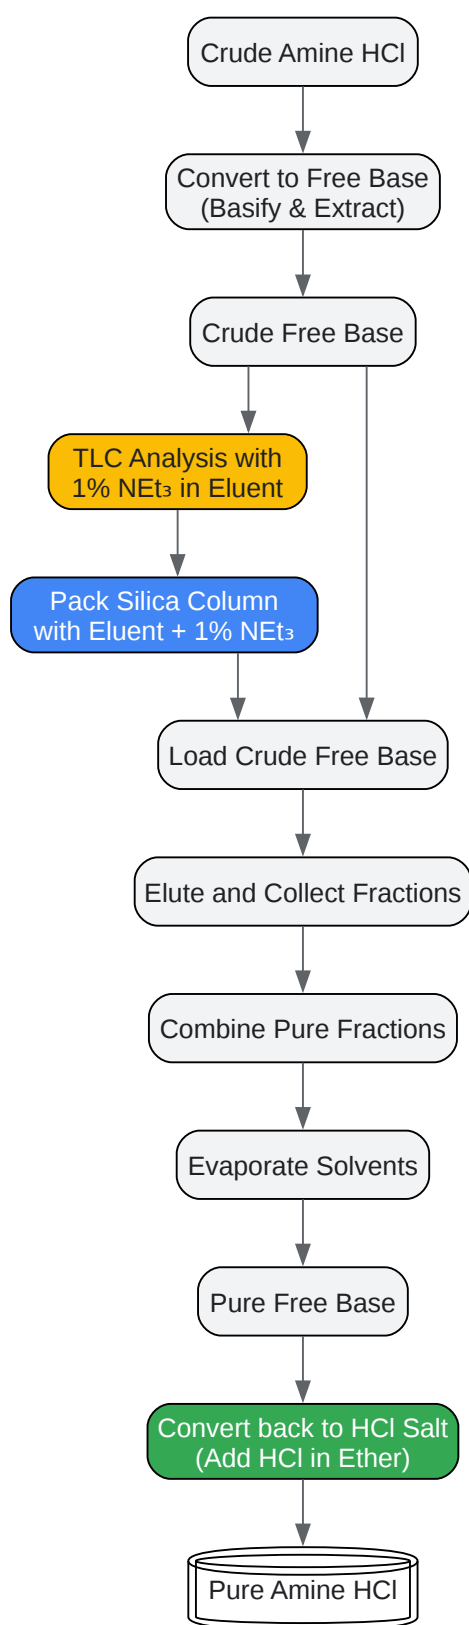 Crude Amine HCl
Convert to Free Base
(Basify & Extract)
Crude Free Base
TLC Analysis with
1% NEt₃ in Eluent
Pack Silica Column
with Eluent + 1% NEt₃
Load Crude Free Base
Elute and Collect Fractions
Combine Pure Fractions
Evaporate Solvents
Pure Free Base
Convert back to HCl Salt
(Add HCl in Ether)
Pure Amine HCl